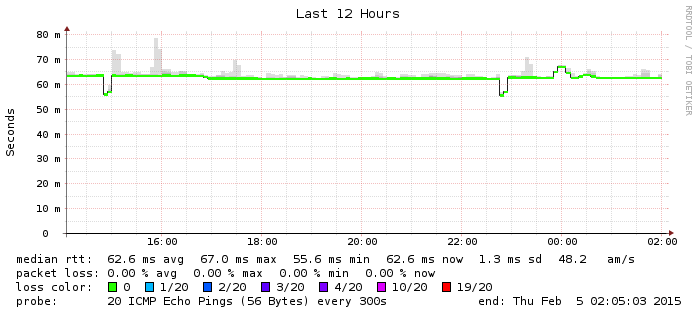 Last 12 Hours
RRDTOOL / TOBI OETIKER
Seconds
80 m
70 m
60 m
50 m
40 m
30 m
20 m
10 m
0
16:00 18:00 20:00 22:00 00:00 02:00
median rtt: 62.6 ms avg 67.0 ms max 55.6 ms min 62.6 ms now 1.3 ms sd 48.2 am/s
packet loss: 0.00 % avg 0.00 % max 0.00 % min 0.00 % now
loss color: 0 1/20 2/20 3/20 4/20 10/20 19/20
probe: 20 ICMP Echo Pings (56 Bytes) every 300s end: Thu Feb 5 02:05:03 2015